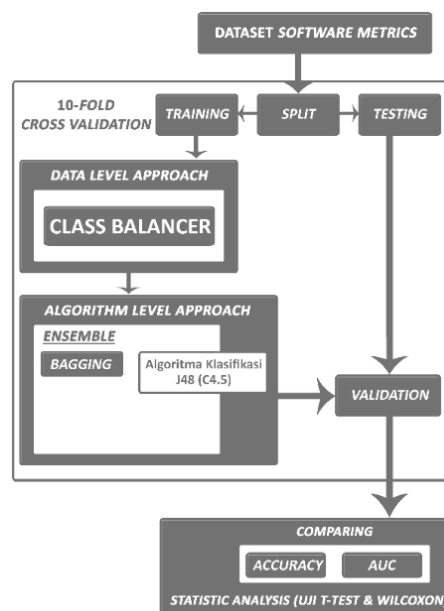 DATASET SOFTWARE METRICS
10-FOLD
CROSS VALIDATION
TRAINING
SPLIT
TESTING
DATA LEVEL APPROACH
CLASS BALANCER
ALGORITHM LEVEL APPROACH
ENSEMBLE
BAGGING
Algoritma Klasifikasi
J48 (C4.5)
VALIDATION
COMPARING
ACCURACY
AUC
STATISTIC ANALYSIS (UJI T-TEST & WILCOXON